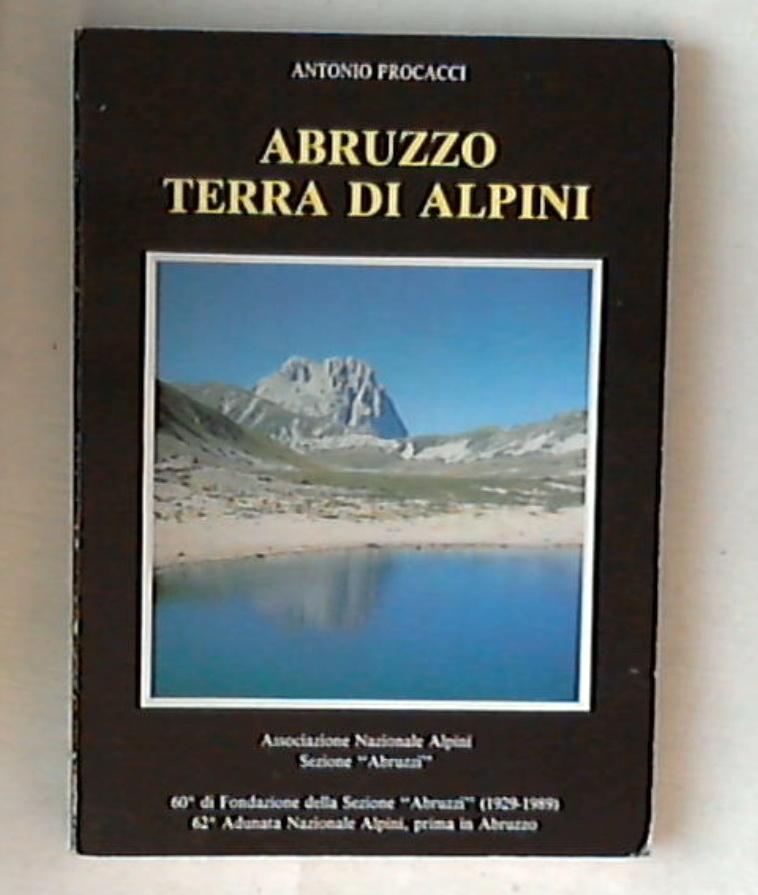 ANTONIO PROCACCI
ABRUZZO
TERRA DI ALPINI
Associazione Nazionale Alpini
Sezione "Abruzzi"
60° di Fondazione della Sezione "Abruzzi" (1929-1989)
62° Adunata Nazionale Alpini, prima in Abruzzo